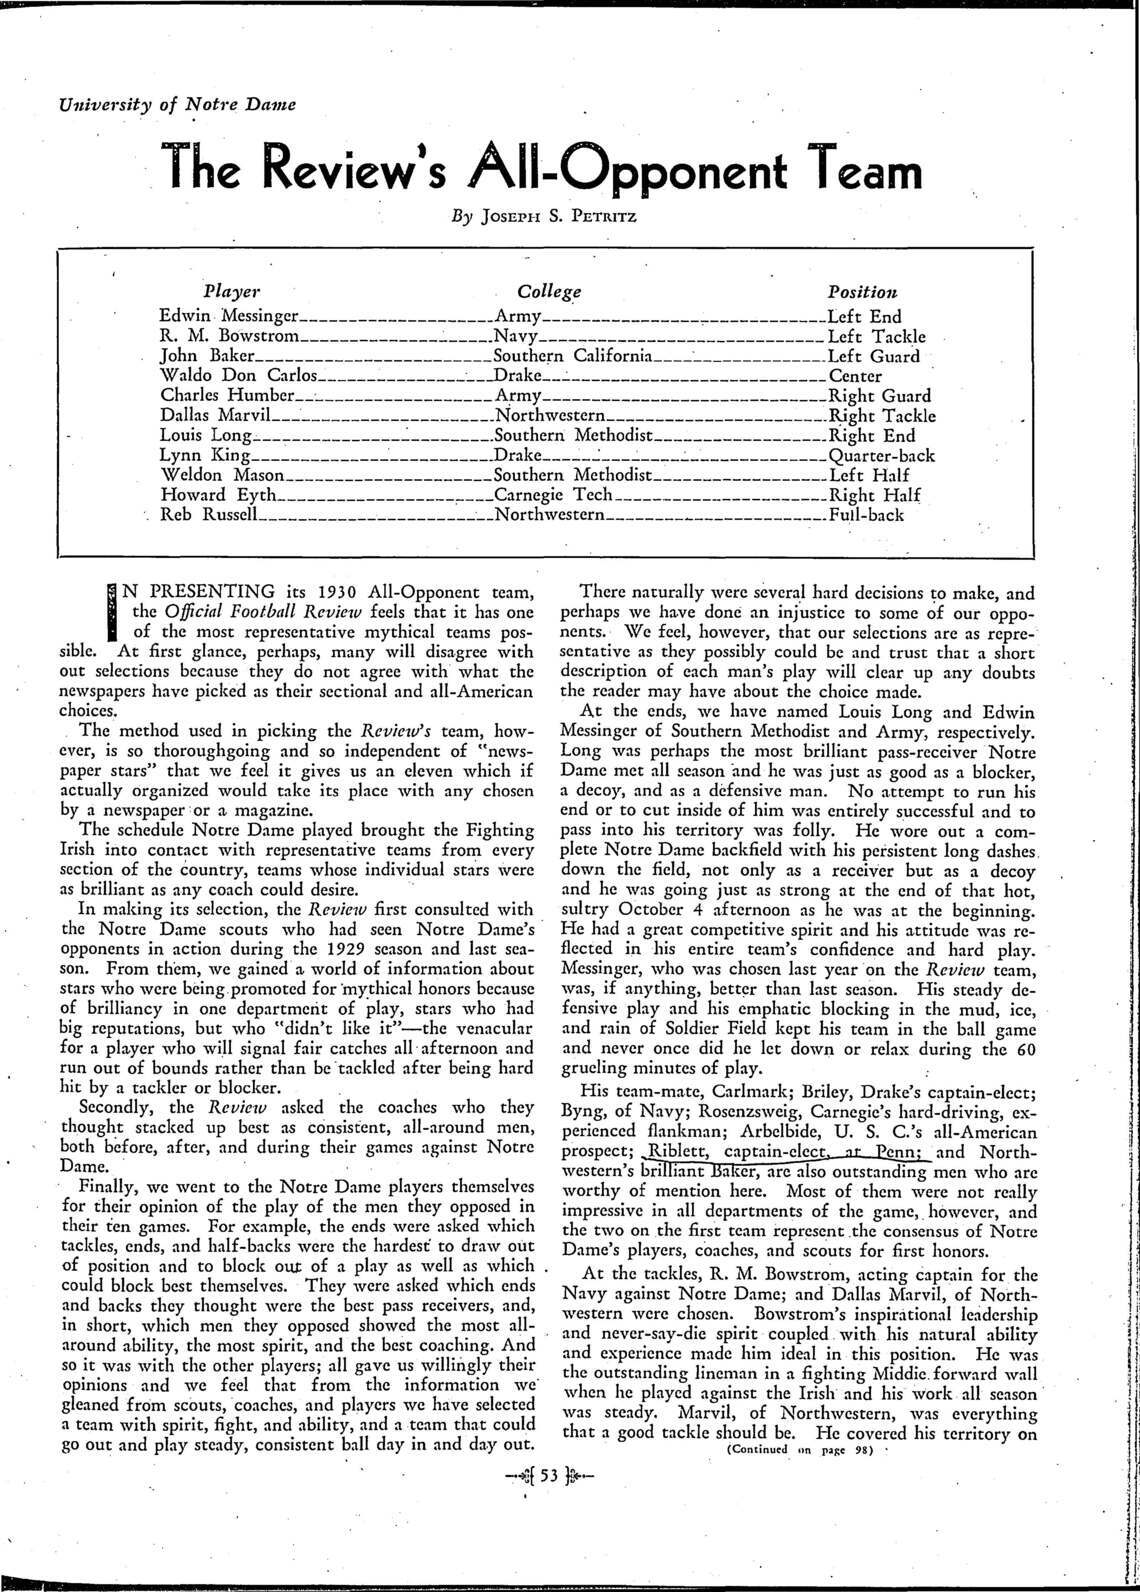 University of Notre Dame
The Review's All-Opponent Team
By JOSEPH S. PETRITZ
Player College Position
Edwin Messinger Army Left End
R. M. Bowstrom Navy Left Tackle
John Baker Southern California Left Guard
Waldo Don Carlos Drake Center
Charles Humber Army Right Guard
Dallas Marvil Northwestern Right Tackle
Louis Long Southern Methodist Right End
Lynn King Drake Quarter-back
Weldon Mason Southern Methodist Left Half
Howard Eyth Carnegie Tech Right Half
Reb Russell Northwestern Full-back
IN PRESENTING its 1930 All-Opponent team,
the Official Football Review feels that it has one
of the most representative mythical teams pos-
sible. At first glance, perhaps, many will disagree with
out selections because they do not agree with what the
newspapers have picked as their sectional and all-American
choices.
The method used in picking the Review's team, how-
ever, is so thoroughgoing and so independent of "news-
paper stars" that we feel it gives us an eleven which if
actually organized would take its place with any chosen
by a newspaper or a magazine.
The schedule Notre Dame played brought the Fighting
Irish into contact with representative teams from every
section of the country, teams whose individual stars were
as brilliant as any coach could desire.
In making its selection, the Review first consulted with
the Notre Dame scouts who had seen Notre Dame's
opponents in action during the 1929 season and last sea-
son. From them, we gained a world of information about
stars who were being promoted for mythical honors because
of brilliancy in one department of play, stars who had
big reputations, but who "didn't like it"—the venacular
for a player who will signal fair catches all afternoon and
run out of bounds rather than be tackled after being hard
hit by a tackler or blocker.
Secondly, the Review asked the coaches who they
thought stacked up best as consistent, all-around men,
both before, after, and during their games against Notre
Dame.
Finally, we went to the Notre Dame players themselves
for their opinion of the play of the men they opposed in
their ten games. For example, the ends were asked which
tackles, ends, and half-backs were the hardest to draw out
of position and to block out of a play as well as which
could block best themselves. They were asked which ends
and backs they thought were the best pass receivers, and,
in short, which men they opposed showed the most all-
around ability, the most spirit, and the best coaching. And
so it was with the other players; all gave us willingly their
opinions and we feel that from the information we
gleaned from scouts, coaches, and players we have selected
a team with spirit, fight, and ability, and a team that could
go out and play steady, consistent ball day in and day out.
There naturally were several hard decisions to make, and
perhaps we have done an injustice to some of our oppo-
nents. We feel, however, that our selections are as repre-
sentative as they possibly could be and trust that a short
description of each man's play will clear up any doubts
the reader may have about the choice made.
At the ends, we have named Louis Long and Edwin
Messinger of Southern Methodist and Army, respectively.
Long was perhaps the most brilliant pass-receiver Notre
Dame met all season and he was just as good as a blocker,
a decoy, and as a defensive man. No attempt to run his
end or to cut inside of him was entirely successful and to
pass into his territory was folly. He wore out a com-
plete Notre Dame backfield with his persistent long dashes
down the field, not only as a receiver but as a decoy
and he was going just as strong at the end of that hot,
sultry October 4 afternoon as he was at the beginning.
He had a great competitive spirit and his attitude was re-
flected in his entire team's confidence and hard play.
Messinger, who was chosen last year on the Review team,
was, if anything, better than last season. His steady de-
fensive play and his emphatic blocking in the mud, ice,
and rain of Soldier Field kept his team in the ball game
and never once did he let down or relax during the 60
grueling minutes of play.
His team-mate, Carlmark; Briley, Drake's captain-elect;
Byng, of Navy; Rosenzsweig, Carnegie's hard-driving, ex-
perienced flankman; Arbelbide, U. S. C.'s all-American
prospect; Riblett, captain-elect, at Penn; and North-
western's brilliant Baker, are also outstanding men who are
worthy of mention here. Most of them were not really
impressive in all departments of the game, however, and
the two on the first team represent the consensus of Notre
Dame's players, coaches, and scouts for first honors.
At the tackles, R. M. Bowstrom, acting captain for the
Navy against Notre Dame; and Dallas Marvil, of North-
western were chosen. Bowstrom's inspirational leadership
and never-say-die spirit coupled with his natural ability
and experience made him ideal in this position. He was
the outstanding lineman in a fighting Middie forward wall
when he played against the Irish and his work all season
was steady. Marvil, of Northwestern, was everything
that a good tackle should be. He covered his territory on
(Continued on page 98)
53